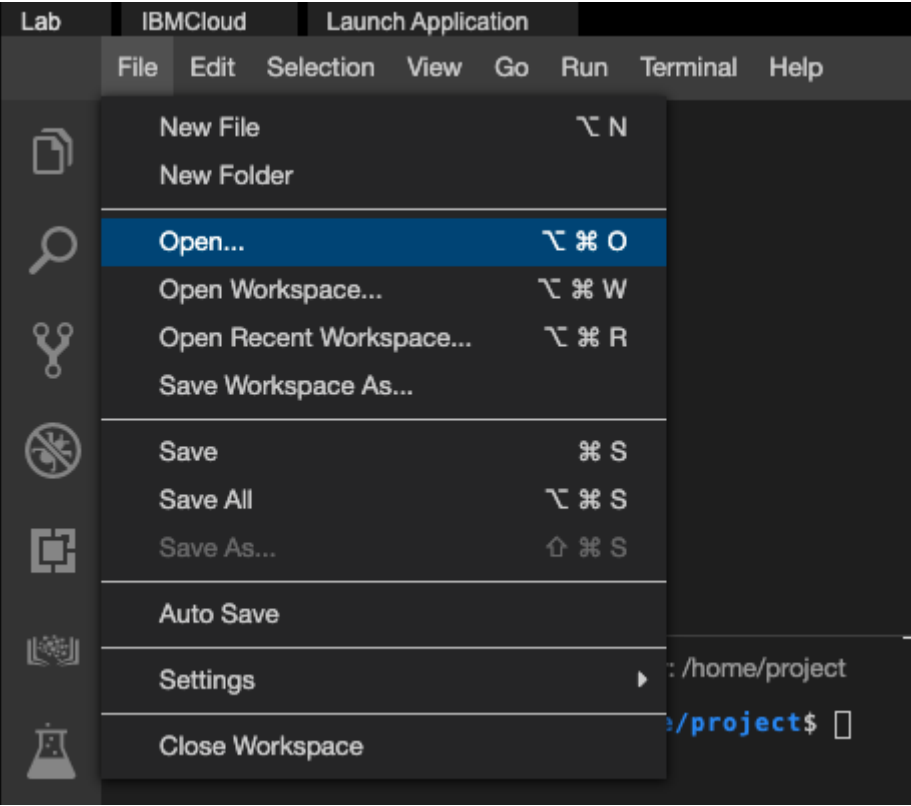 Lab IBMCloud Launch Application
File Edit Selection View Go Run Terminal Help
New File ⌥ N
New Folder
Open... ⌥ ⌘ O
Open Workspace... ⌥ ⌘ W
Open Recent Workspace... ⌥ ⌘ R
Save Workspace As...
Save ⌘ S
Save All ⌥ ⌘ S
Save As... ⇧ ⌘ S
Auto Save
Settings
: /home/project
e/project$
Close Workspace